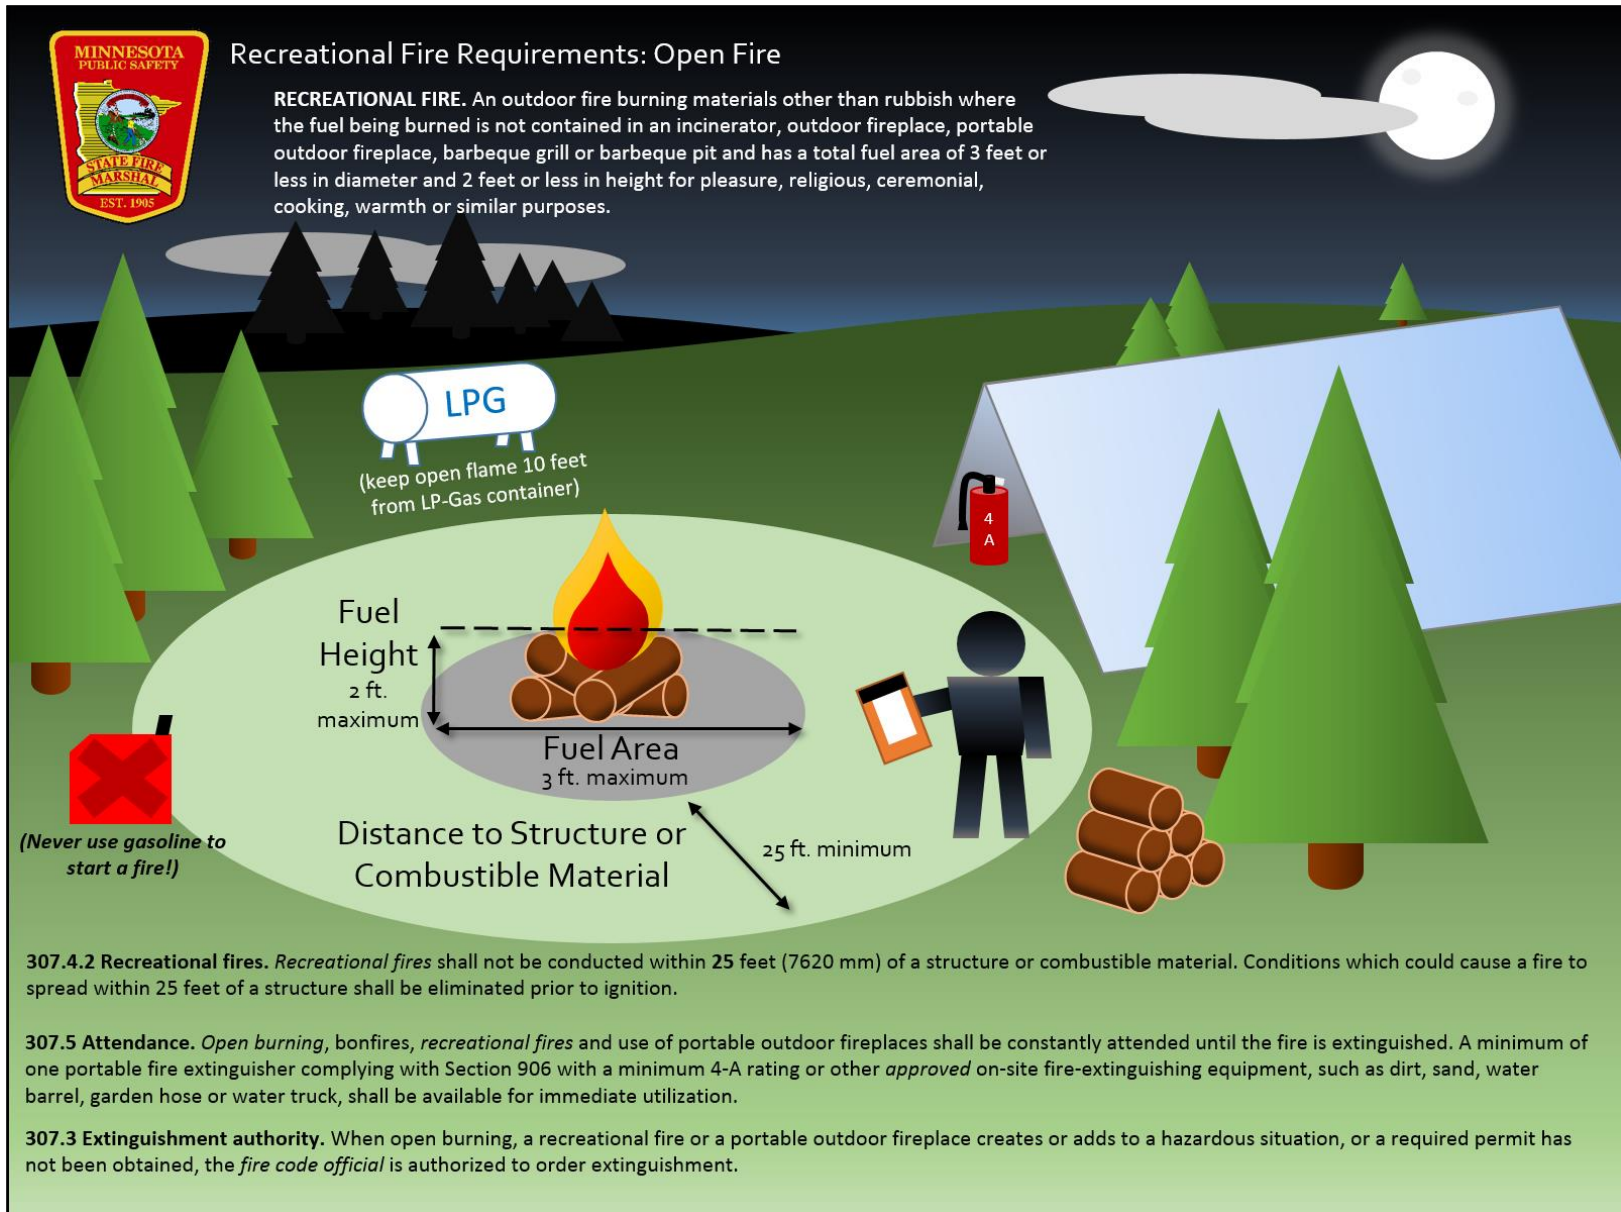 MINNESOTA
PUBLIC SAFETY
STATE FIRE
MARSHAL
EST. 1905
Recreational Fire Requirements: Open Fire
RECREATIONAL FIRE. An outdoor fire burning materials other than rubbish where
the fuel being burned is not contained in an incinerator, outdoor fireplace, portable
outdoor fireplace, barbeque grill or barbeque pit and has a total fuel area of 3 feet or
less in diameter and 2 feet or less in height for pleasure, religious, ceremonial,
cooking, warmth or similar purposes.
LPG
(keep open flame 10 feet
from LP-Gas container)
4
A
Fuel
Height
2 ft.
maximum
Fuel Area
3 ft. maximum
(Never use gasoline to
start a fire!)
Distance to Structure or
Combustible Material
25 ft. minimum
307.4.2 Recreational fires. Recreational fires shall not be conducted within 25 feet (7620 mm) of a structure or combustible material. Conditions which could cause a fire to
spread within 25 feet of a structure shall be eliminated prior to ignition.
307.5 Attendance. Open burning, bonfires, recreational fires and use of portable outdoor fireplaces shall be constantly attended until the fire is extinguished. A minimum of
one portable fire extinguisher complying with Section 906 with a minimum 4-A rating or other approved on-site fire-extinguishing equipment, such as dirt, sand, water
barrel, garden hose or water truck, shall be available for immediate utilization.
307.3 Extinguishment authority. When open burning, a recreational fire or a portable outdoor fireplace creates or adds to a hazardous situation, or a required permit has
not been obtained, the fire code official is authorized to order extinguishment.